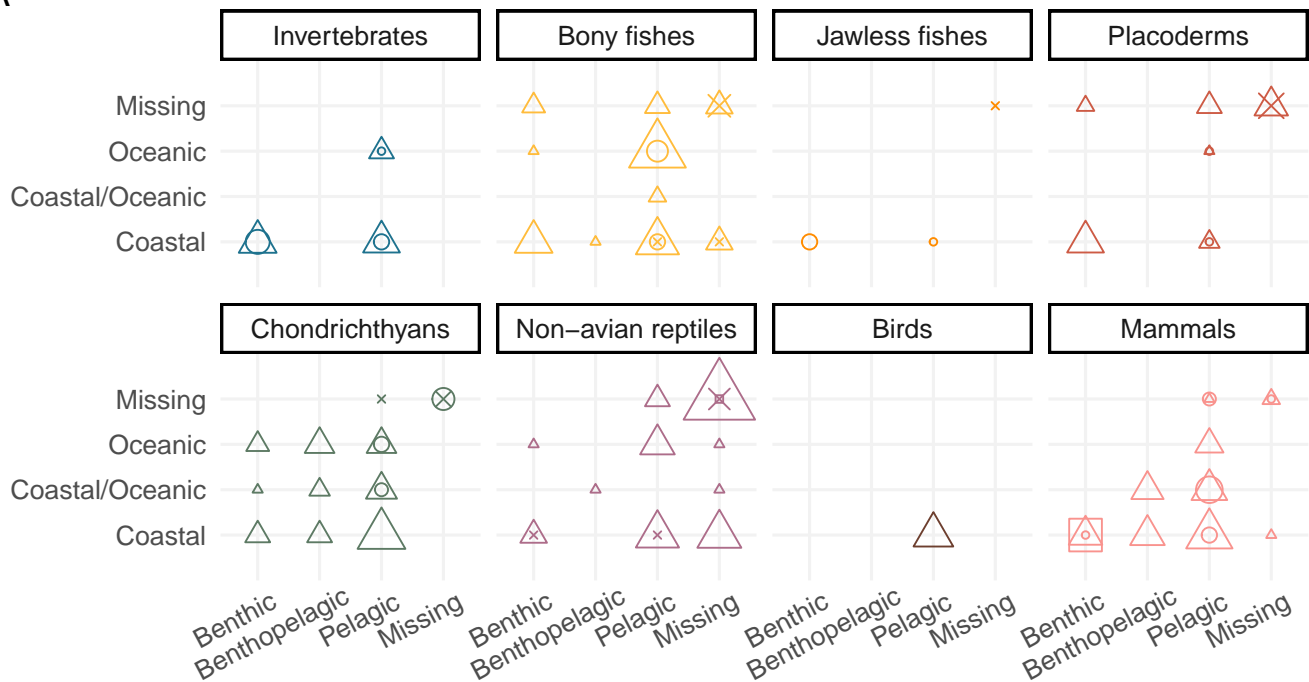 Invertebrates Bony fishes Jawless fishes Placoderms
Missing
Oceanic
Coastal/Oceanic
Coastal
Chondrichthyans Non−avian reptiles Birds Mammals
Missing
Oceanic
Coastal/Oceanic
Coastal
Benthic Benthopelagic Pelagic Missing Benthic Benthopelagic Pelagic Missing Benthic Benthopelagic Pelagic Missing Benthic Benthopelagic Pelagic Missing